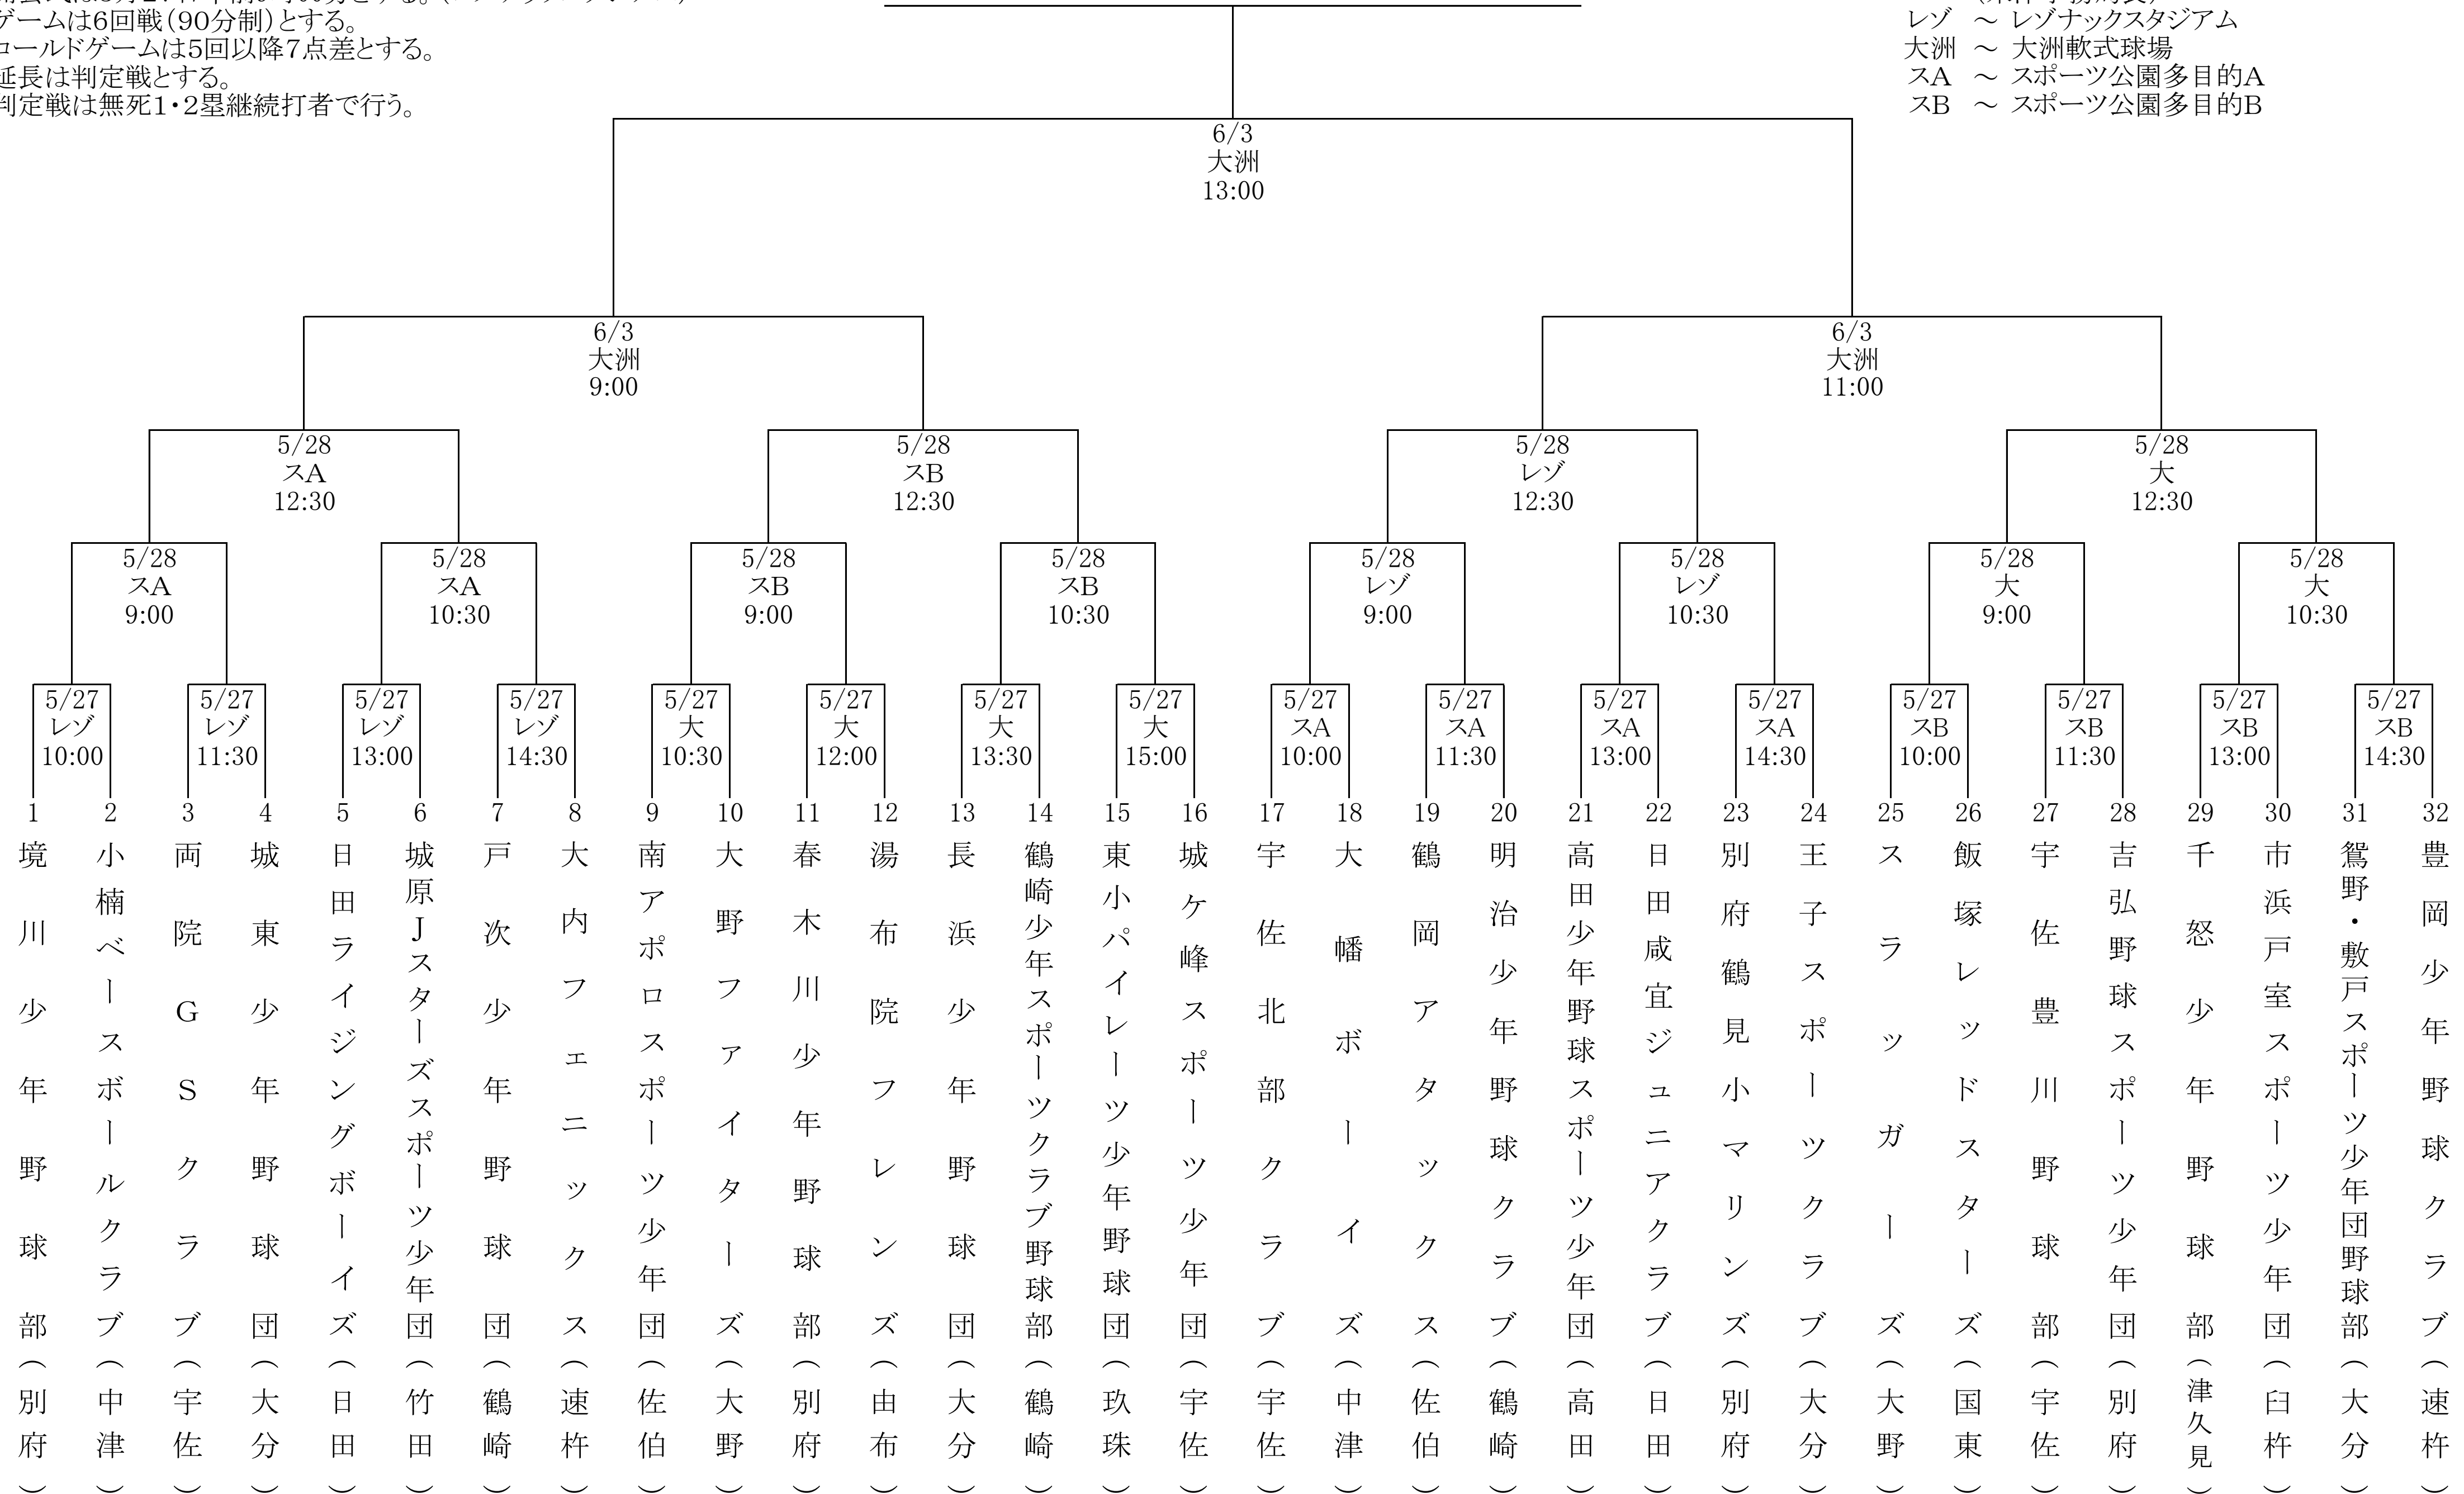 ゲームは6回戦(90分制)とする。
コールドゲームは5回以降7点差とする。
延長は判定戦とする。
判定戦は無死1・2塁継続打者で行う。
レゾ ～ レゾナックスタジアム
大洲 ～ 大洲軟式球場
スA ～ スポーツ公園多目的A
スB ～ スポーツ公園多目的B
6/3
大洲
13:00
6/3
大洲
9:00
6/3
大洲
11:00
5/28
スA
12:30
5/28
スB
12:30
5/28
レゾ
12:30
5/28
大
12:30
5/28
スA
9:00
5/28
スA
10:30
5/28
スB
9:00
5/28
スB
10:30
5/28
レゾ
9:00
5/28
レゾ
10:30
5/28
大
9:00
5/28
大
10:30
5/27
レゾ
10:00
5/27
レゾ
11:30
5/27
レゾ
13:00
5/27
レゾ
14:30
5/27
大
10:30
5/27
大
12:00
5/27
大
13:30
5/27
大
15:00
5/27
スA
10:00
5/27
スA
11:30
5/27
スA
13:00
5/27
スA
14:30
5/27
スB
10:00
5/27
スB
11:30
5/27
スB
13:00
5/27
スB
14:30
1 境川少年野球部(別府)
2 小楠ベースボールクラブ(中津)
3 両院GSクラブ(宇佐)
4 城東少年野球団(大分)
5 日田ライジングボーイズ(日田)
6 城原Jスターズスポーツ少年団(竹田)
7 戸次少年野球団(鶴崎)
8 大内フェニックス(速杵)
9 南アポロスポーツ少年団(佐伯)
10 大野ファイターズ(大野)
11 春木川少年野球部(別府)
12 湯布院フレンズ(由布)
13 長浜少年野球団(大分)
14 鶴崎少年スポーツクラブ野球部(鶴崎)
15 東小パイレーツ少年野球団(玖珠)
16 城ケ峰スポーツ少年団(宇佐)
17 宇佐北部クラブ(宇佐)
18 大幡ボーイズ(中津)
19 鶴岡アタックス(佐伯)
20 明治少年野球クラブ(鶴崎)
21 高田少年野球スポーツ少年団(高田)
22 日田咸宜ジュニアクラブ(日田)
23 別府鶴見小マリンズ(別府)
24 王子スポーツクラブ(大分)
25 スラッガーズ(大野)
26 飯塚レッドスターズ(国東)
27 宇佐豊川野球部(宇佐)
28 吉弘野球スポーツ少年団(別府)
29 千怒少年野球部(津久見)
30 市浜戸室スポーツ少年団(臼杵)
31 鴛野・敷戸スポーツ少年団野球部(大分)
32 豊岡少年野球クラブ(速杵)